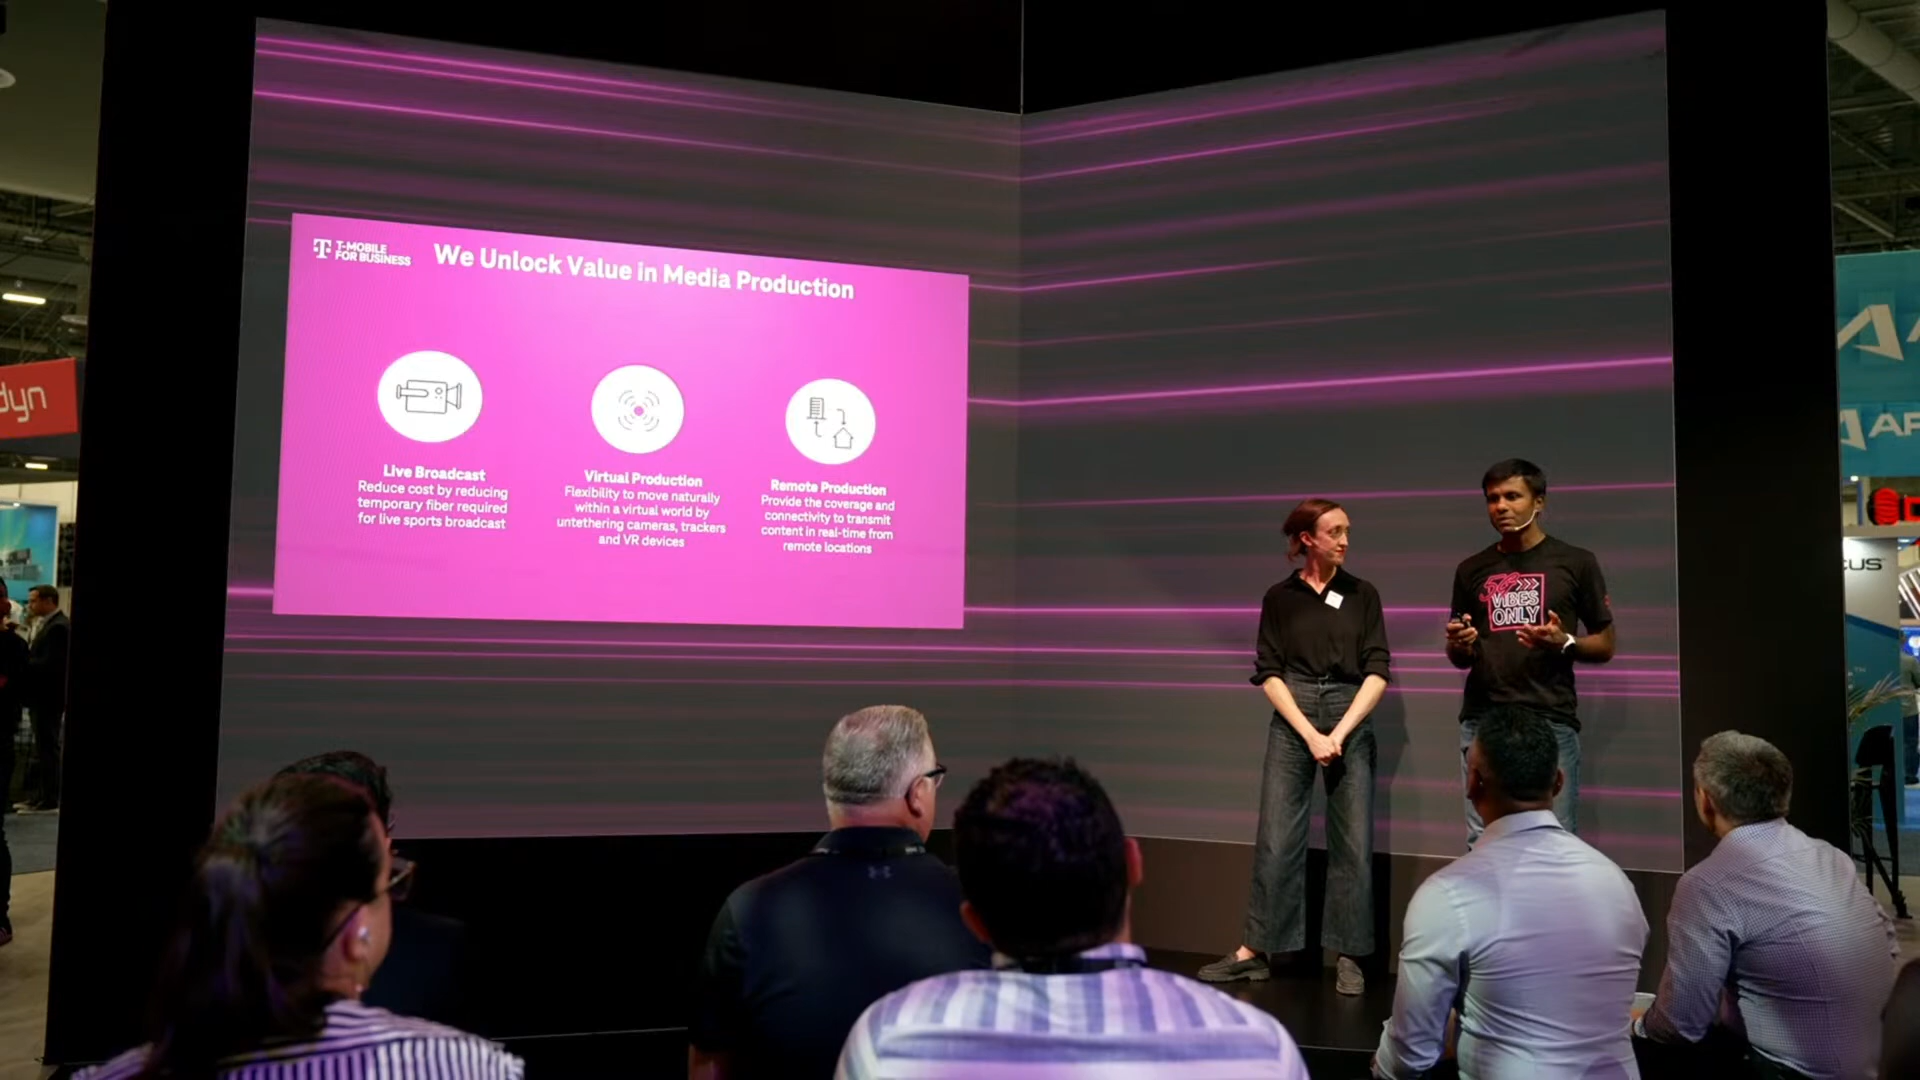 T-MOBILE
FOR BUSINESS
We Unlock Value in Media Production
Live Broadcast
Reduce cost by reducing
temporary fiber required
for live sports broadcast
Virtual Production
Flexibility to move naturally
within a virtual world by
untethering cameras, trackers
and VR devices
Remote Production
Provide the coverage and
connectivity to transmit
content in real-time from
remote locations
5G
VIBES
ONLY
dyn
US